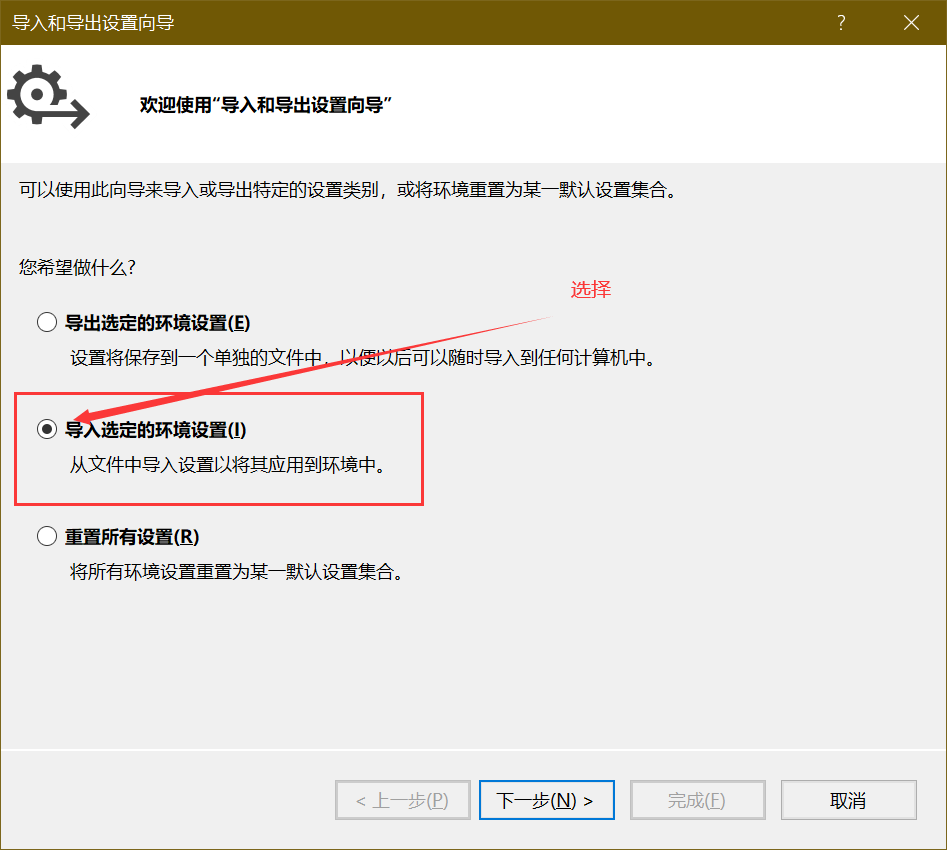 导入和导出设置向导
?
欢迎使用“导入和导出设置向导”
可以使用此向导来导入或导出特定的设置类别，或将环境重置为某一默认设置集合。
您希望做什么?
选择
导出选定的环境设置(E)
设置将保存到一个单独的文件中，以便以后可以随时导入到任何计算机中。
导入选定的环境设置(I)
从文件中导入设置以将其应用到环境中。
重置所有设置(R)
将所有环境设置重置为某一默认设置集合。
< 上一步(P) 下一步(N) > 完成(F) 取消